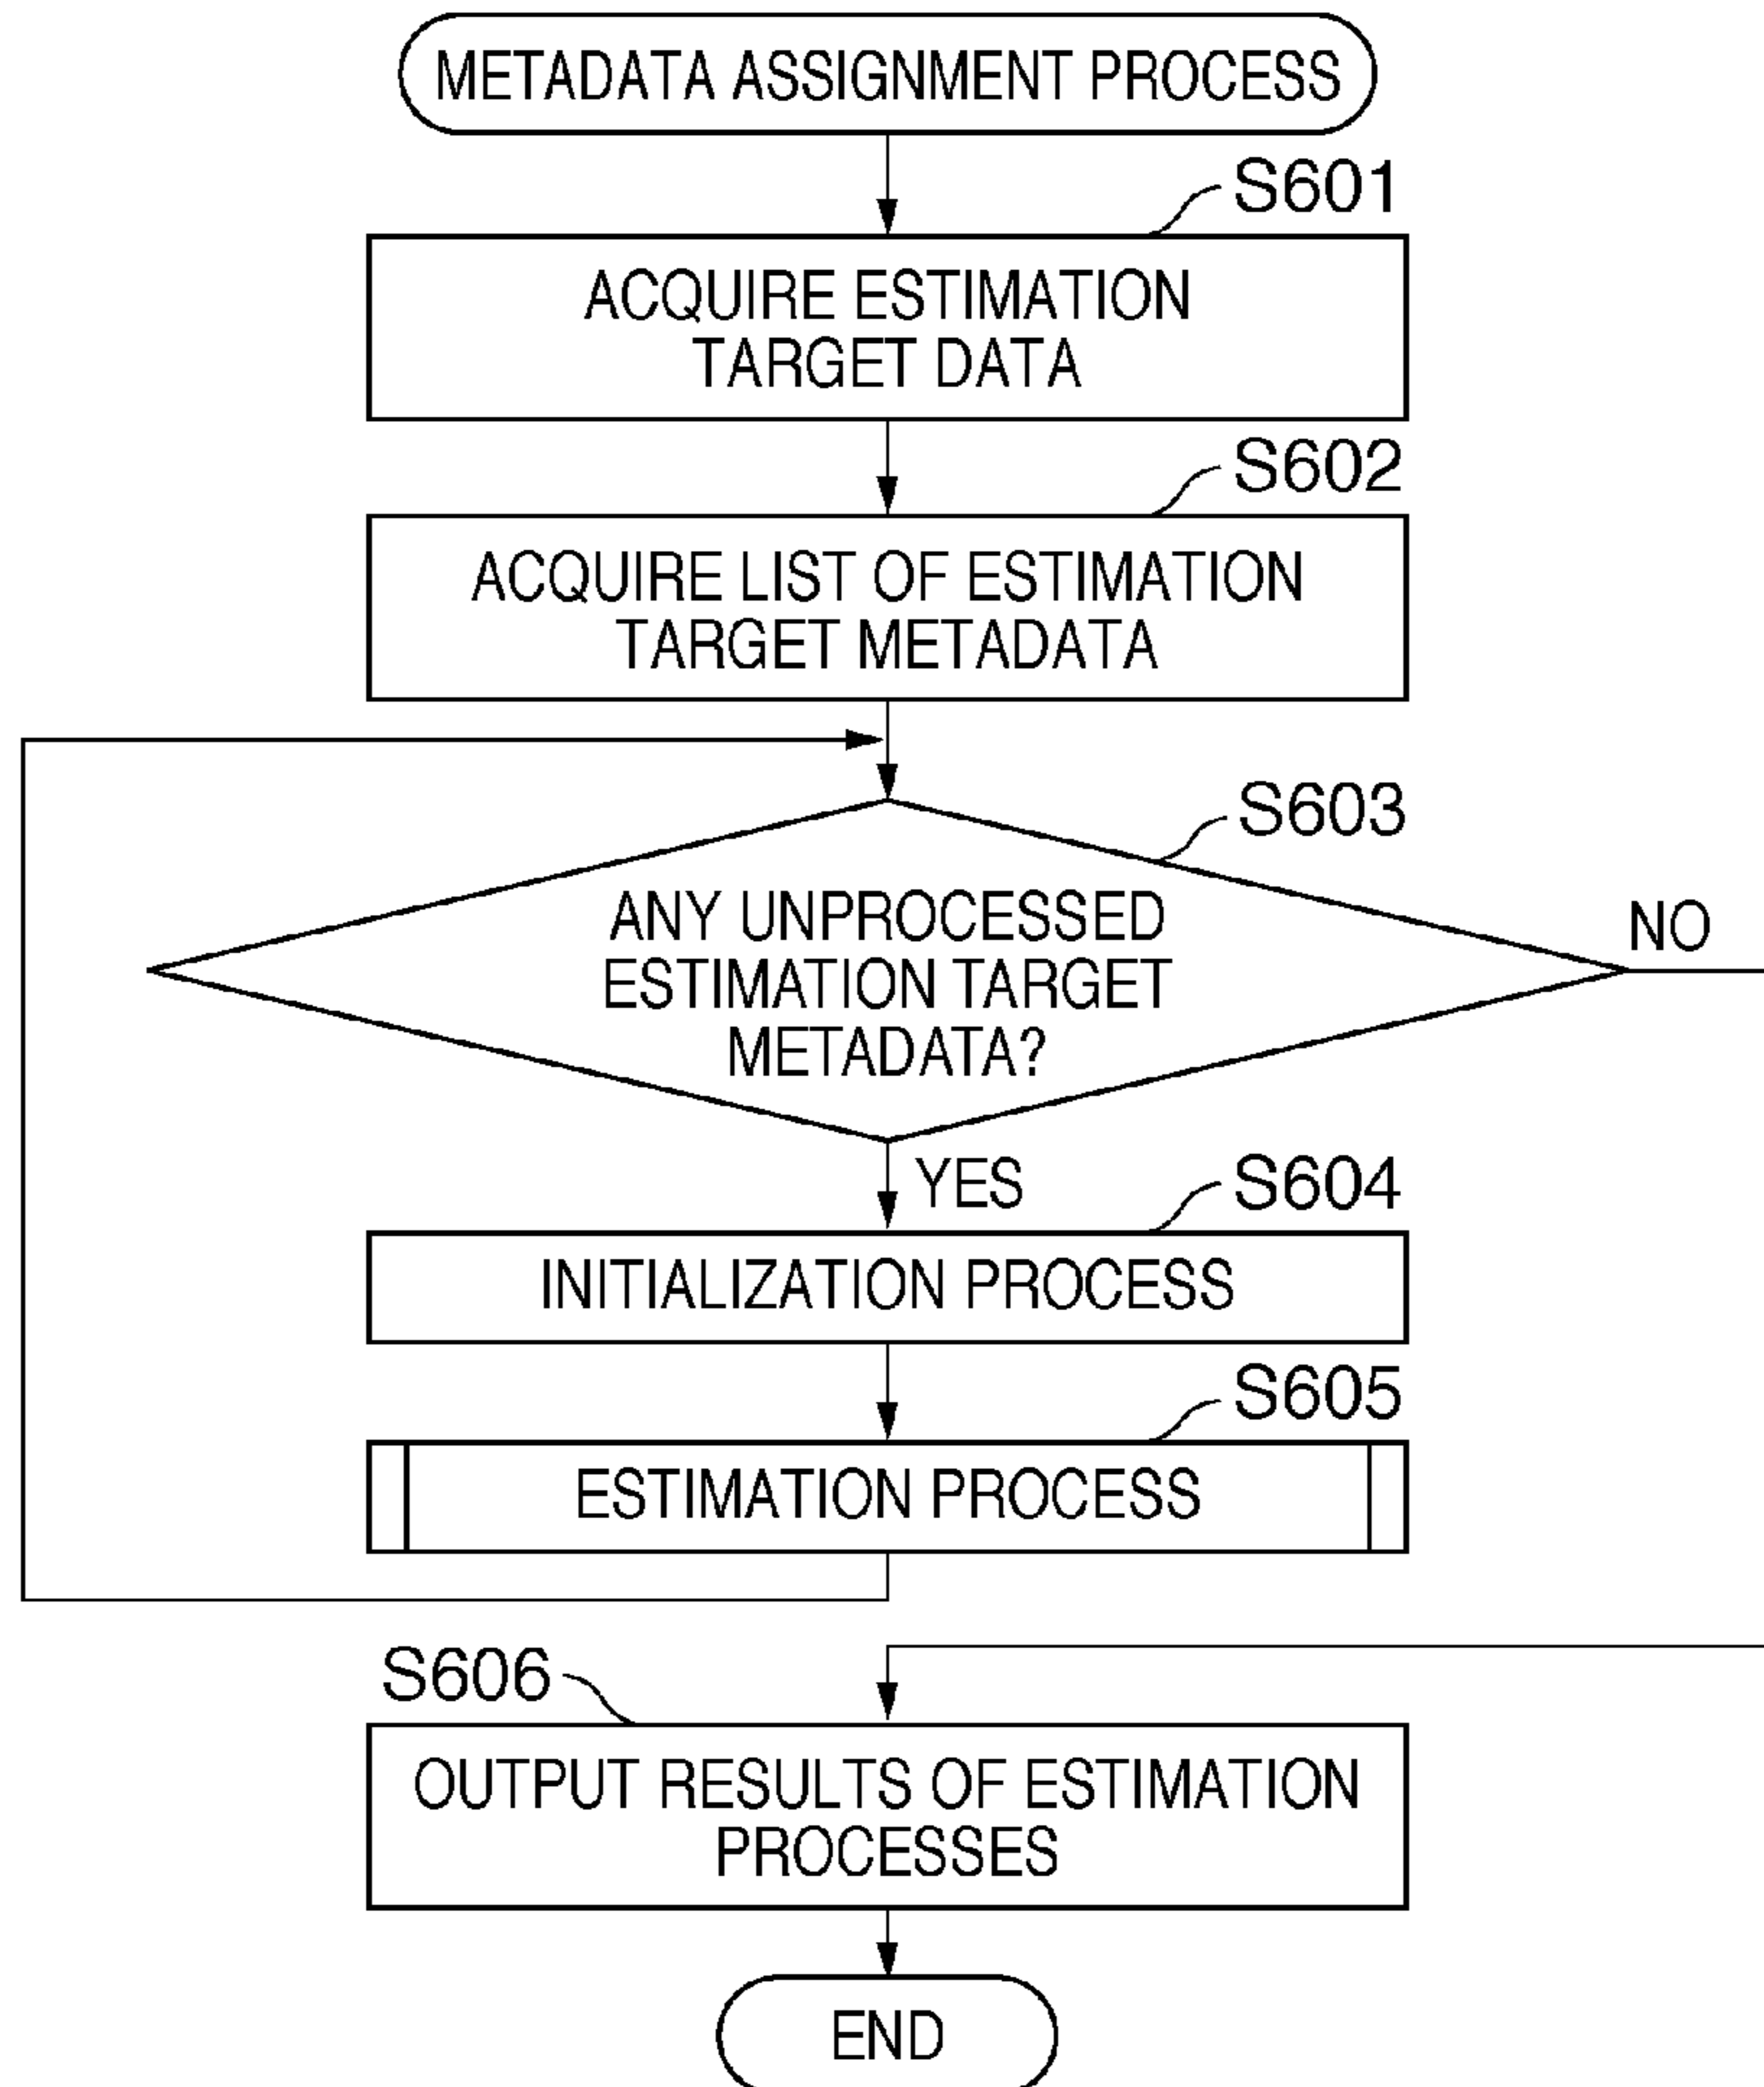 METADATA ASSIGNMENT PROCESS
S601
ACQUIRE ESTIMATION
TARGET DATA
S602
ACQUIRE LIST OF ESTIMATION
TARGET METADATA
S603
ANY UNPROCESSED
ESTIMATION TARGET
METADATA?
NO
YES
S604
INITIALIZATION PROCESS
S605
ESTIMATION PROCESS
S606
OUTPUT RESULTS OF ESTIMATION
PROCESSES
END